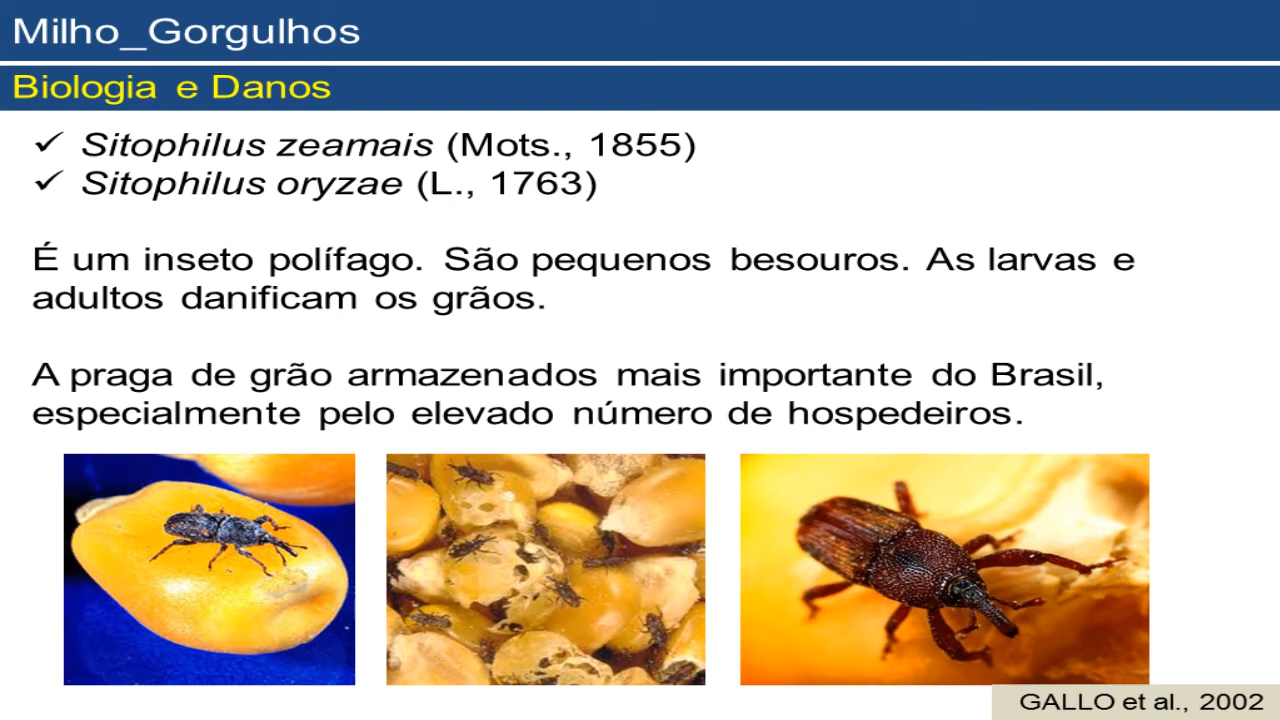 Milho_Gorgulhos
Biologia e Danos
✓ Sitophilus zeamais (Mots., 1855)
✓ Sitophilus oryzae (L., 1763)
É um inseto polífago. São pequenos besouros. As larvas e
adultos danificam os grãos.
A praga de grão armazenados mais importante do Brasil,
especialmente pelo elevado número de hospedeiros.
GALLO et al., 2002